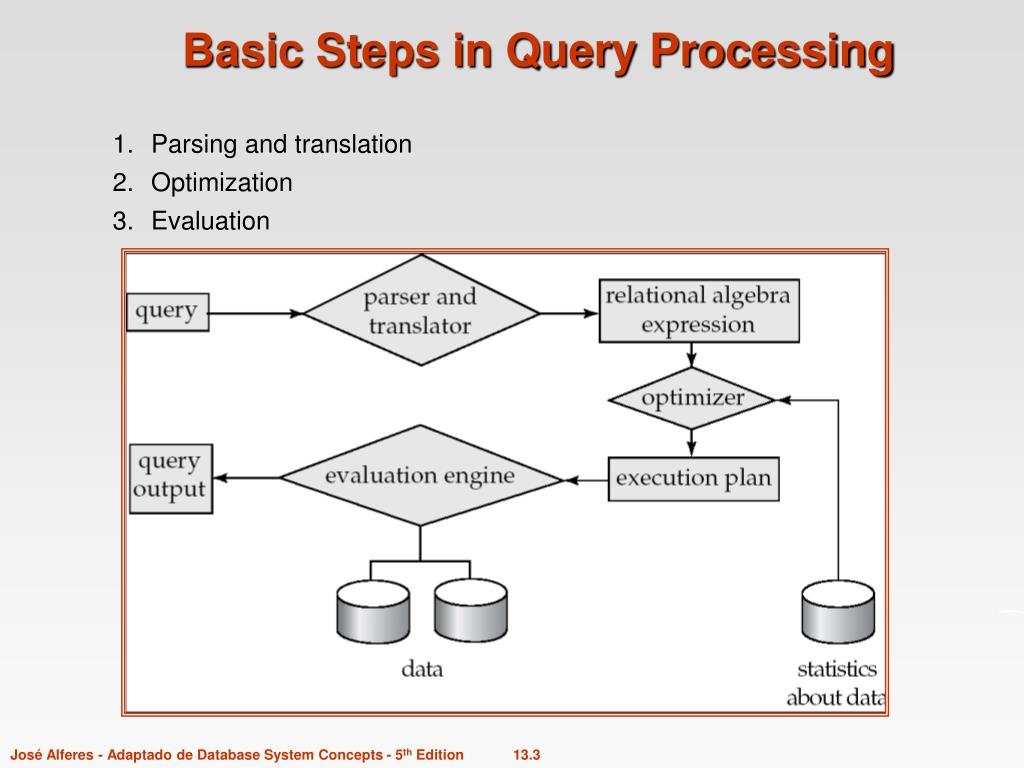 Basic Steps in Query Processing
1. Parsing and translation
2. Optimization
3. Evaluation
query
parser and
translator
relational algebra
expression
optimizer
query
output
evaluation engine
execution plan
data
statistics
about data
José Alferes - Adaptado de Database System Concepts - 5th Edition 13.3